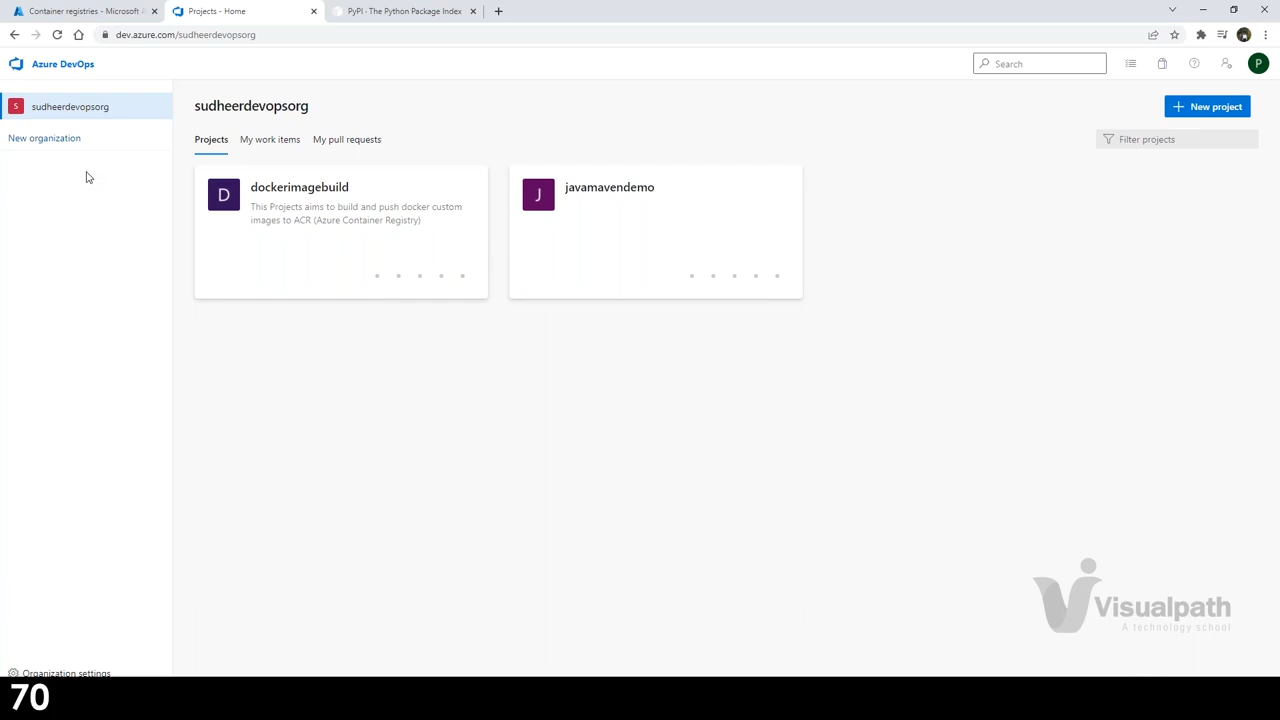 Container registries - Microsoft A
Projects - Home
PyPI · The Python Package Index
dev.azure.com/sudheerdevopsorg
Azure DevOps
Search
P
S
sudheerdevopsorg
New organization
sudheerdevopsorg
New project
Projects
My work items
My pull requests
Filter projects
D
dockerimagebuild
This Projects aims to build and push docker custom
images to ACR (Azure Container Registry)
J
javamavendemo
Visualpath
A technology school
Organization settings
70